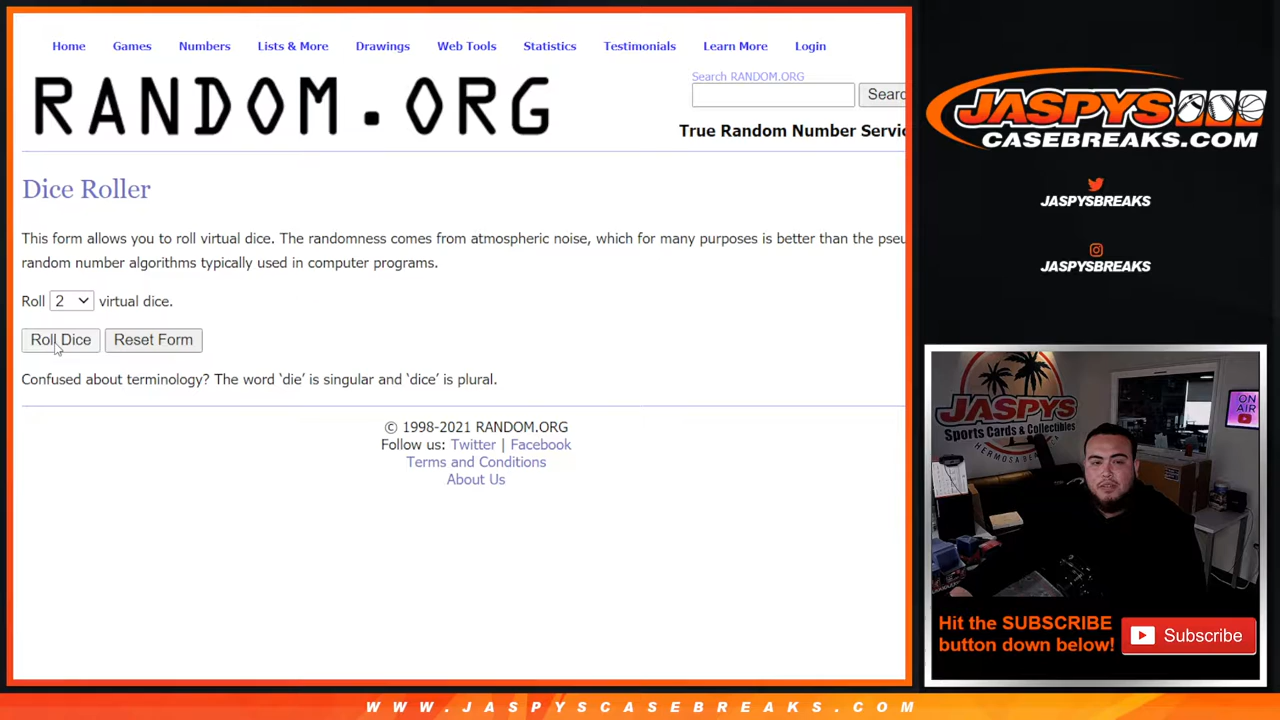 Home Games Numbers Lists & More Drawings Web Tools Statistics Testimonials Learn More Login
RANDOM.ORG
Search RANDOM.ORG
True Random Number Servic
Dice Roller
This form allows you to roll virtual dice. The randomness comes from atmospheric noise, which for many purposes is better than the pseu
random number algorithms typically used in computer programs.
Roll 2 virtual dice.
Roll Dice Reset Form
Confused about terminology? The word ‘die’ is singular and ‘dice’ is plural.
© 1998-2021 RANDOM.ORG
Follow us: Twitter | Facebook
Terms and Conditions
About Us
JASPYS
CASEBREAKS.COM
JASPYSBREAKS
JASPYSBREAKS
JASPYS
Sports Cards & Collectibles
HERMOSA BEACH
ON
AIR
Hit the SUBSCRIBE
button down below!
Subscribe
WWW.JASPYSCASEBREAKS.COM